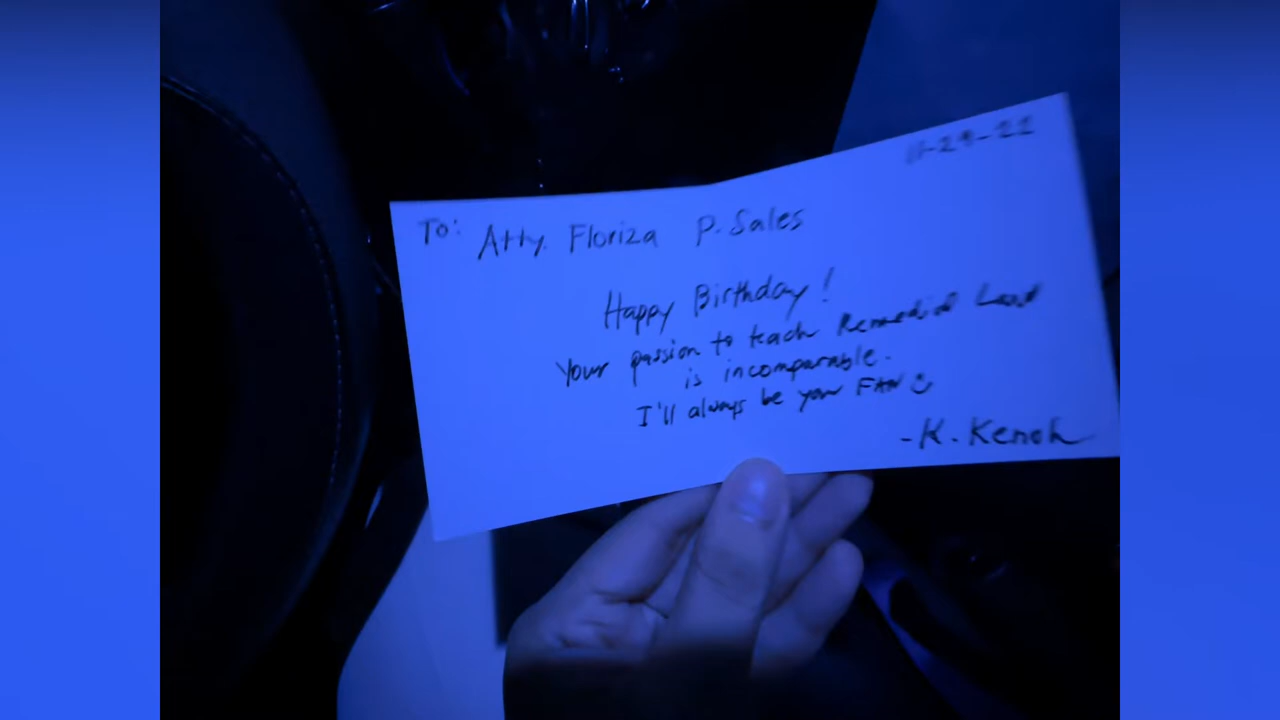 11-29-22
To: Atty. Floriza P. Sales
Happy Birthday!
Your passion to teach Remedial
is incomparable.
I'll always be your FAN
-K. Kenoh